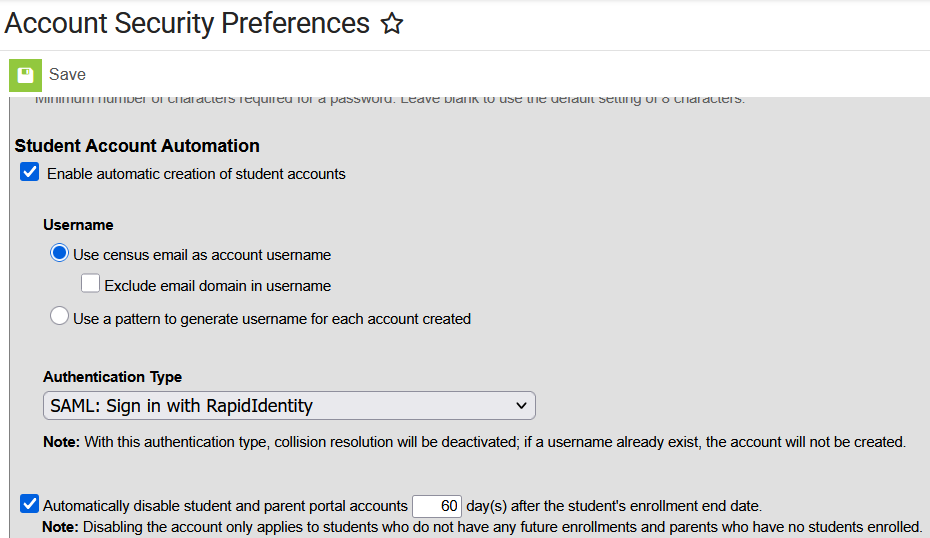 Account Security Preferences
Save
Minimum number of characters required for a password. Leave blank to use the default setting of 8 characters.
Student Account Automation
Enable automatic creation of student accounts
Username
Use census email as account username
Exclude email domain in username
Use a pattern to generate username for each account created
Authentication Type
SAML: Sign in with RapidIdentity
Note: With this authentication type, collision resolution will be deactivated; if a username already exist, the account will not be created.
Automatically disable student and parent portal accounts 60 day(s) after the student's enrollment end date.
Note: Disabling the account only applies to students who do not have any future enrollments and parents who have no students enrolled.